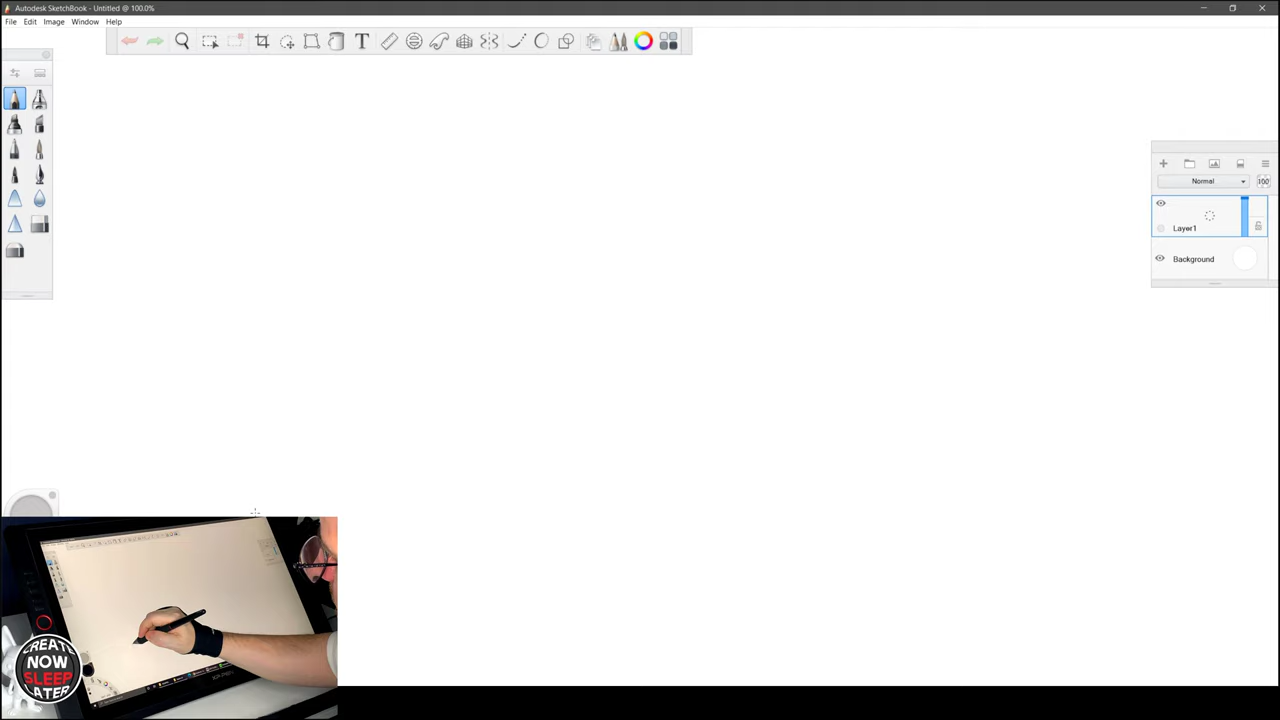 Autodesk SketchBook - Untitled @ 100.0%
File Edit Image Window Help
T
Normal
100
Layer1
Background
CREATE
NOW
SLEEP
LATER